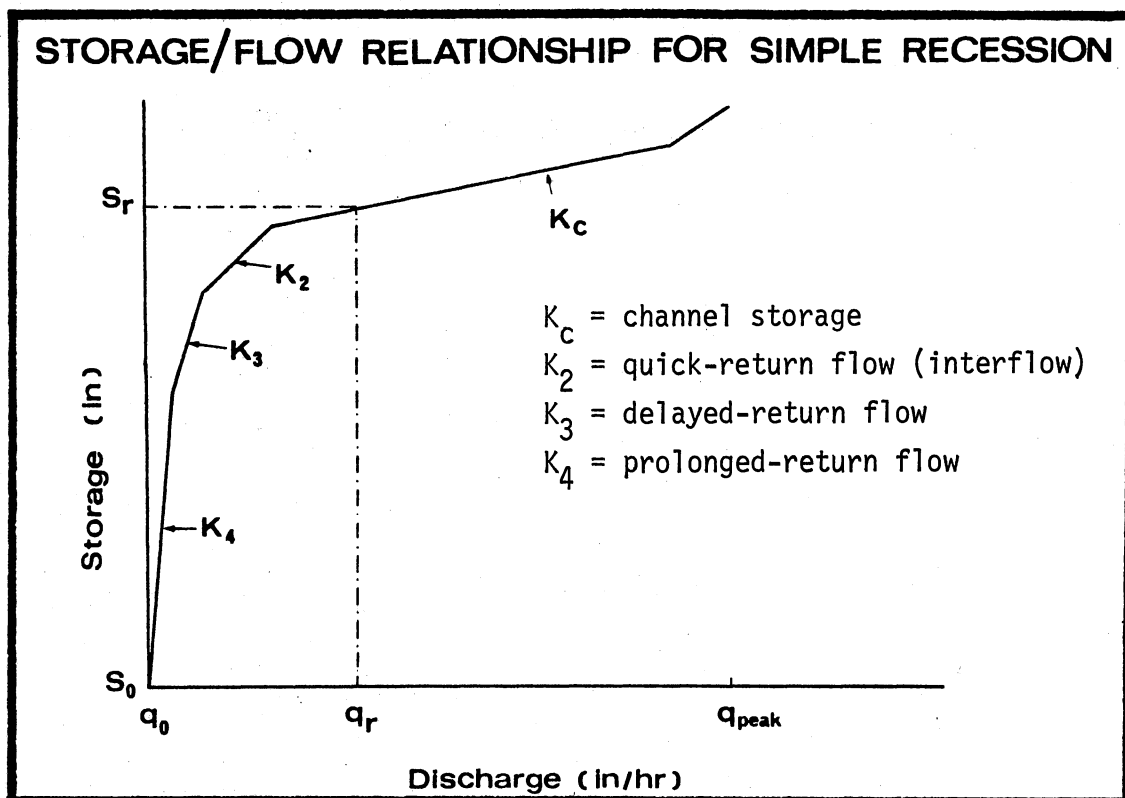 STORAGE/FLOW RELATIONSHIP FOR SIMPLE RECESSION
Sr
Kc
K2
K3
K4
Kc = channel storage
K2 = quick-return flow (interflow)
K3 = delayed-return flow
K4 = prolonged-return flow
Storage (in)
S0
q0
qr
qpeak
Discharge (in/hr)